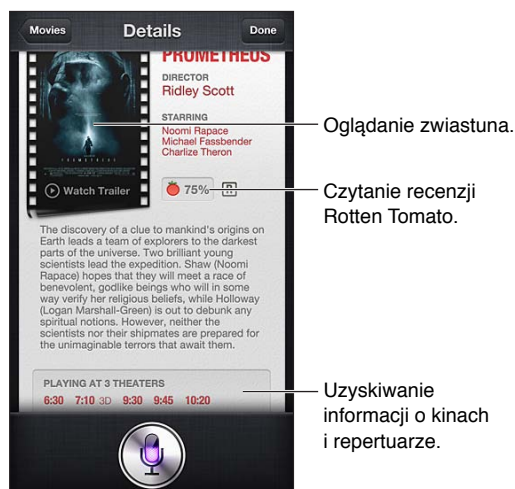 Movies
Details
Done
PROMETHEUS
DIRECTOR
Ridley Scott
STARRING
Noomi Rapace
Michael Fassbender
Charlize Theron
PROMETHEUS
Watch Trailer
75% R
The discovery of a clue to mankind's origins on
Earth leads a team of explorers to the darkest
parts of the universe. Two brilliant young
scientists lead the expedition. Shaw (Noomi
Rapace) hopes that they will meet a race of
benevolent, godlike beings who will in some
way verify her religious beliefs, while Holloway
(Logan Marshall-Green) is out to debunk any
spiritual notions. However, neither the
scientists nor their shipmates are prepared for
the unimaginable terrors that await them.
PLAYING AT 3 THEATERS
6:30 7:10 3D 9:30 9:45 10:20
Oglądanie zwiastuna.
Czytanie recenzji
Rotten Tomato.
Uzyskiwanie
informacji o kinach
i repertuarze.